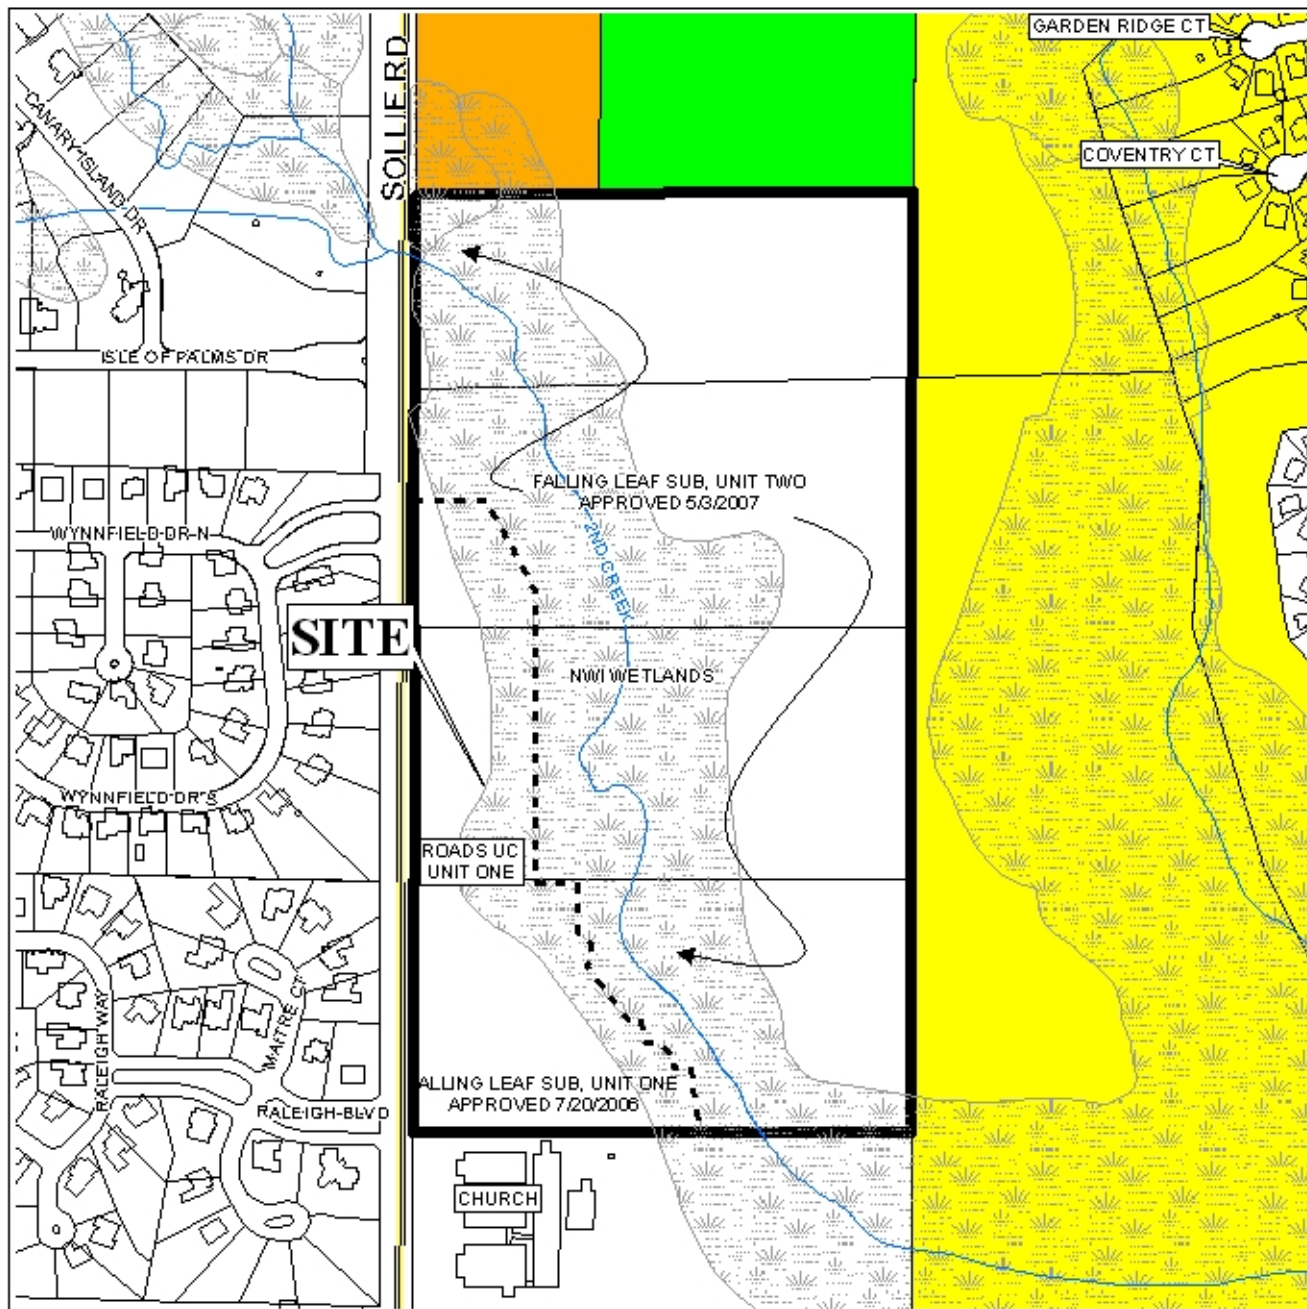 GARDEN RIDGE CT
SOLLIE RD
CANARY ISLAND DR
COVENTRY CT
ISLE OF PALMS DR
FALLING LEAF SUB, UNIT TWO
APPROVED 5/3/2007
WYNNFIELD DR N
2ND CREEK
SITE
NWI WETLANDS
WYNNFIELD DR S
ROADS UC
UNIT ONE
RALEIGH WAY
MAITRE CT
ALLING LEAF SUB, UNIT ONE
APPROVED 7/20/2006
RALEIGH BLVD
CHURCH